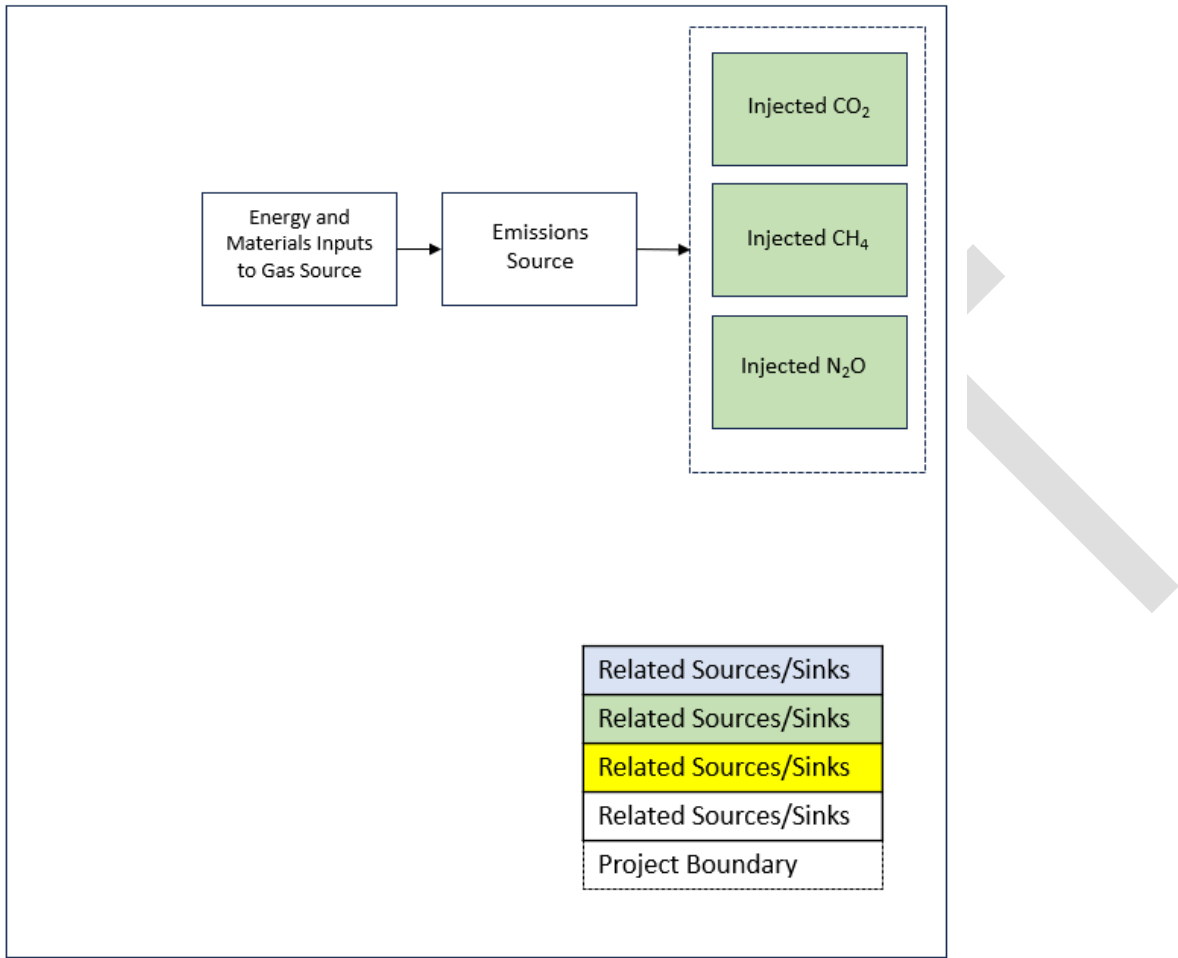 Injected CO₂
Injected CH₄
Energy and
Materials Inputs
to Gas Source
Emissions
Source
Injected N₂O
Related Sources/Sinks
Related Sources/Sinks
Related Sources/Sinks
Related Sources/Sinks
Project Boundary